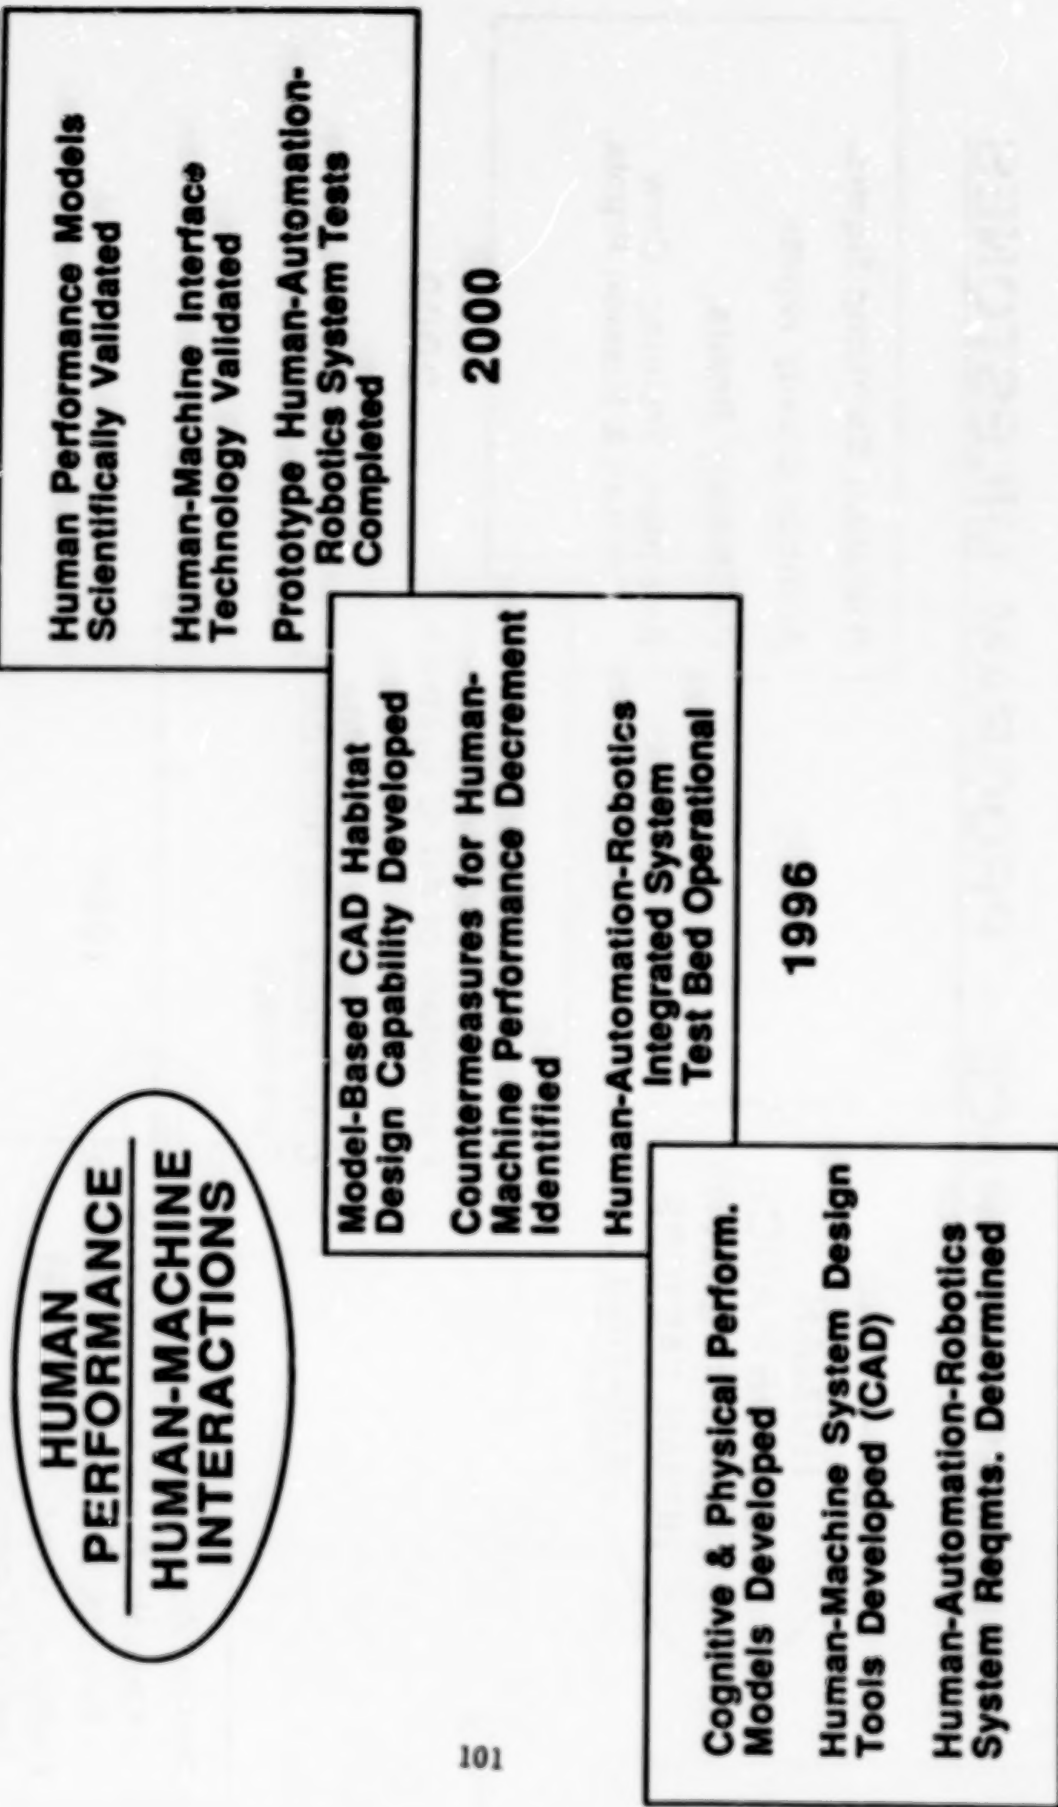 HUMAN
PERFORMANCE
HUMAN-MACHINE
INTERACTIONS
Human Performance Models
Scientifically Validated
Human-Machine Interface
Technology Validated
Prototype Human-Automation-
Robotics System Tests
Completed
2000
Model-Based CAD Habitat
Design Capability Developed
Countermeasures for Human-
Machine Performance Decrement
Identified
Human-Automation-Robotics
Integrated System
Test Bed Operational
1996
Cognitive & Physical Perform.
Models Developed
Human-Machine System Design
Tools Developed (CAD)
Human-Automation-Robotics
System Reqmts. Determined
101